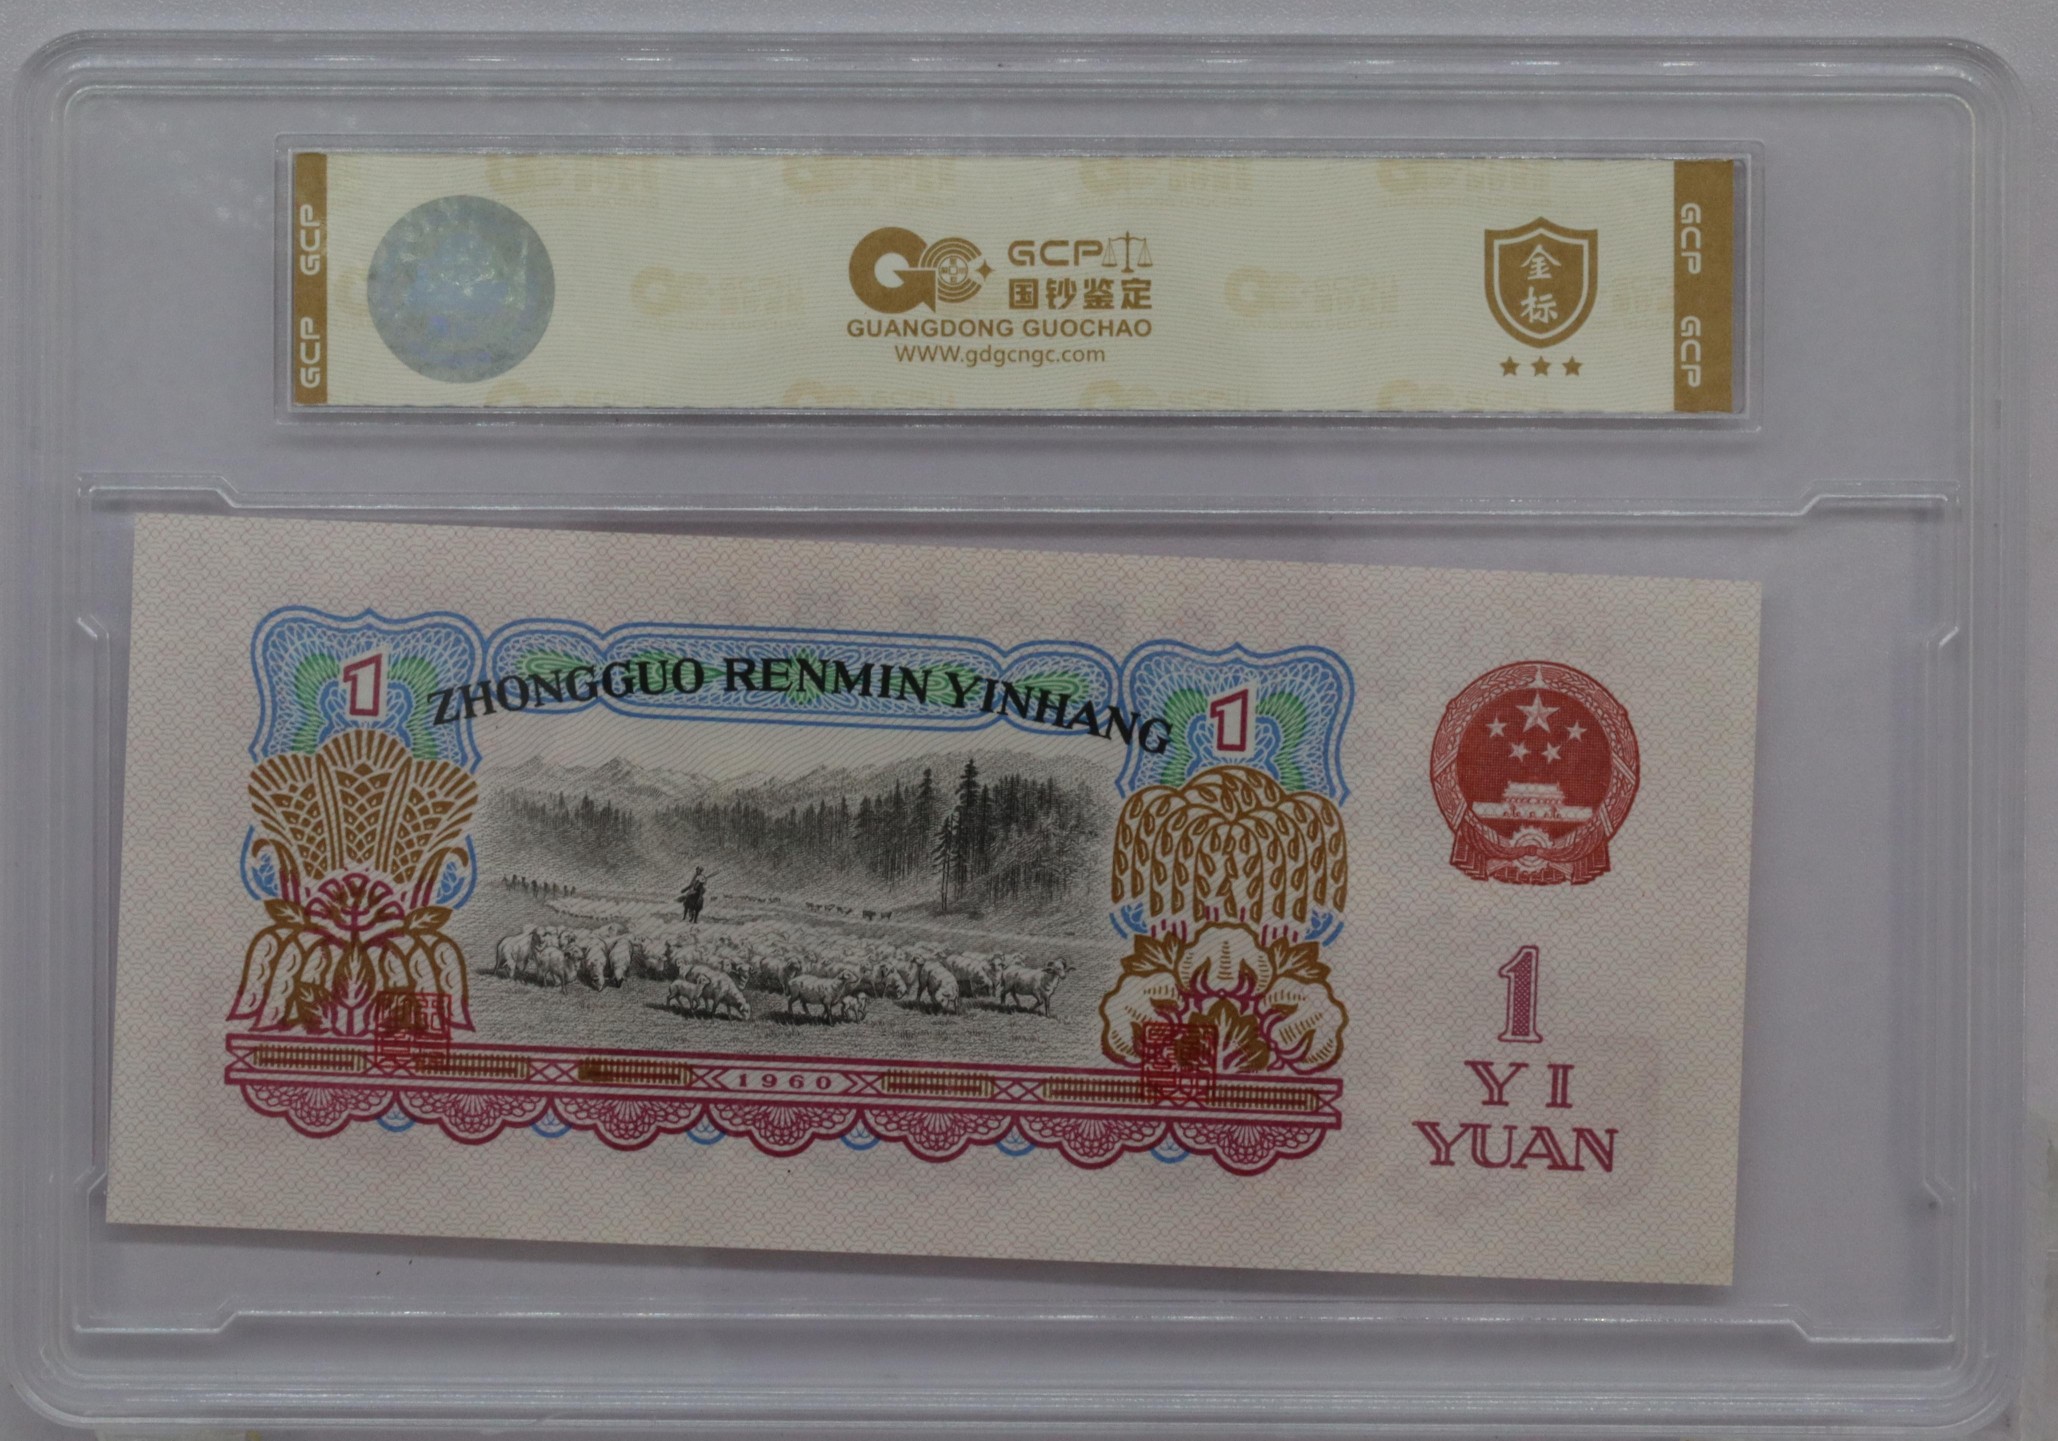 GCP
GCP
GCP
国钞鉴定
GUANGDONG GUOCHAO
WWW.gdgcngc.com
金
标
GCP
GCP
1
ZHONGGUO RENMIN YINHANG
1
1960
1
YI
YUAN